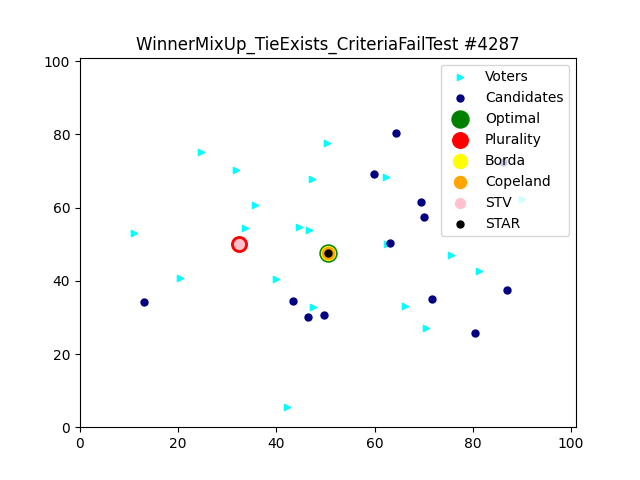 WinnerMixUp_TieExists_CriteriaFailTest #4287
100
80
60
40
20
0
0
20
40
60
80
100
Voters
Candidates
Optimal
Plurality
Borda
Copeland
STV
STAR